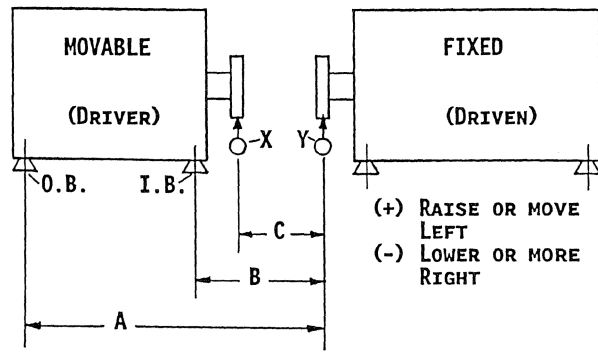 MOVABLE
FIXED
(DRIVER)
(DRIVEN)
X
Y
O.B.
I.B.
(+) RAISE OR MOVE
LEFT
(-) LOWER OR MORE
RIGHT
C
B
A